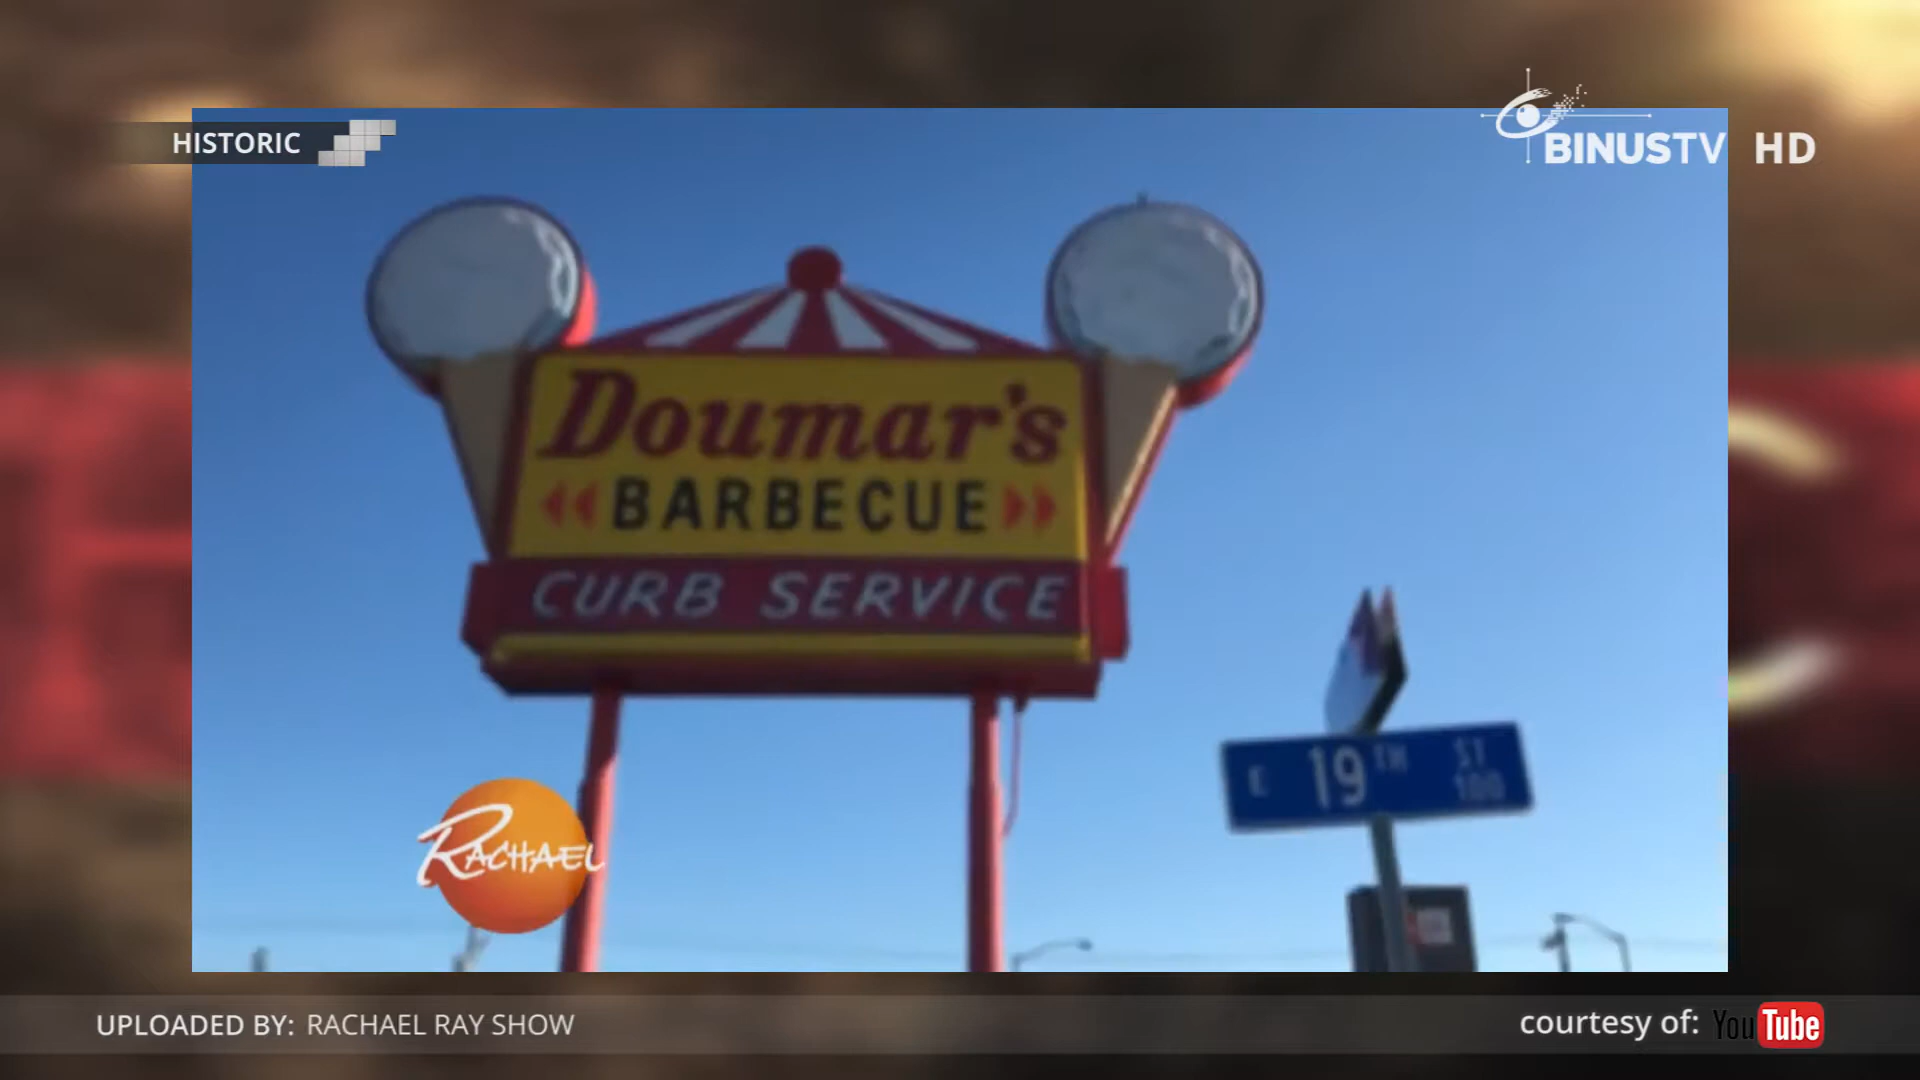 HISTORIC
BINUSTV HD
Doumar's
BARBECUE
CURB SERVICE
E 19TH ST
100
RACHAEL
UPLOADED BY: RACHAEL RAY SHOW
courtesy of: YouTube